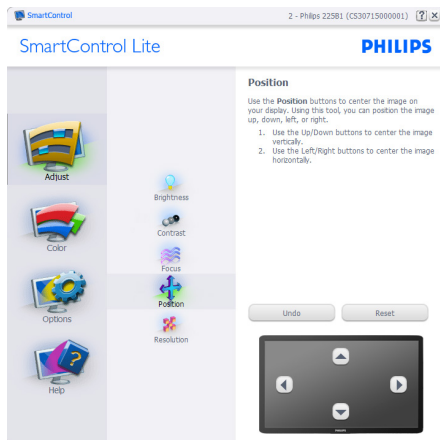 SmartControl
2 - Philips 225B1 (CS30715000001)
SmartControl Lite
PHILIPS
Adjust
Color
Options
Help
Brightness
Contrast
Focus
Position
Resolution
Position
Use the Position buttons to center the image on
your display. Using this tool, you can position the image
up, down, left, or right.
1. Use the Up/Down buttons to center the image
vertically.
2. Use the Left/Right buttons to center the image
horizontally.
Undo
Reset
PHILIPS